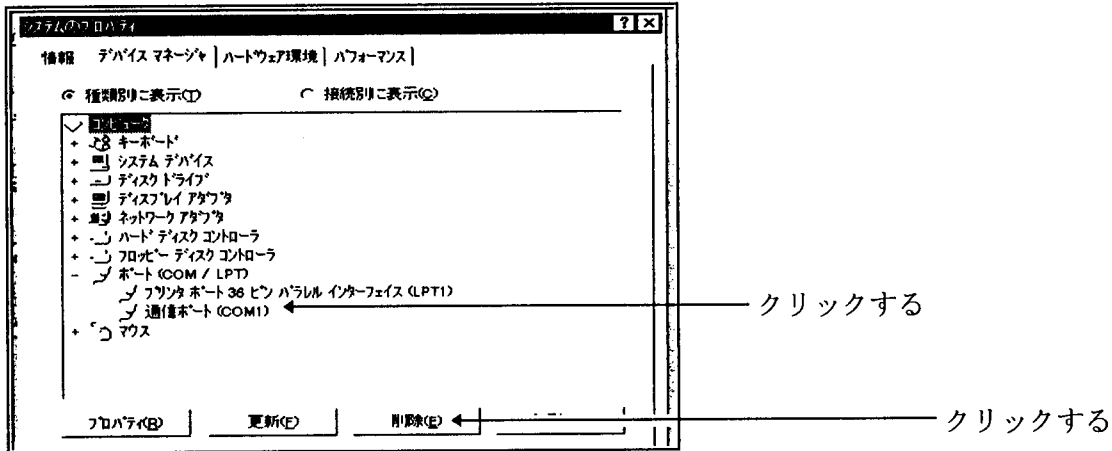 システムのプロパティ
情報 デバイス マネージャ ハードウェア環境 パフォーマンス
種類別に表示(T) 接続別に表示(C)
コンピュータ
+ キーボード
+ システム デバイス
+ ディスク ドライブ
+ ディスプレイ アダプタ
+ ネットワーク アダプタ
+ ハード ディスク コントローラ
+ フロッピー ディスク コントローラ
- ポート (COM / LPT)
プリンタ ポート 36 ピン パラレル インターフェイス (LPT1)
通信ポート (COM1)
クリックする
+ マウス
プロパティ(R) 更新(F) 削除(E)
クリックする